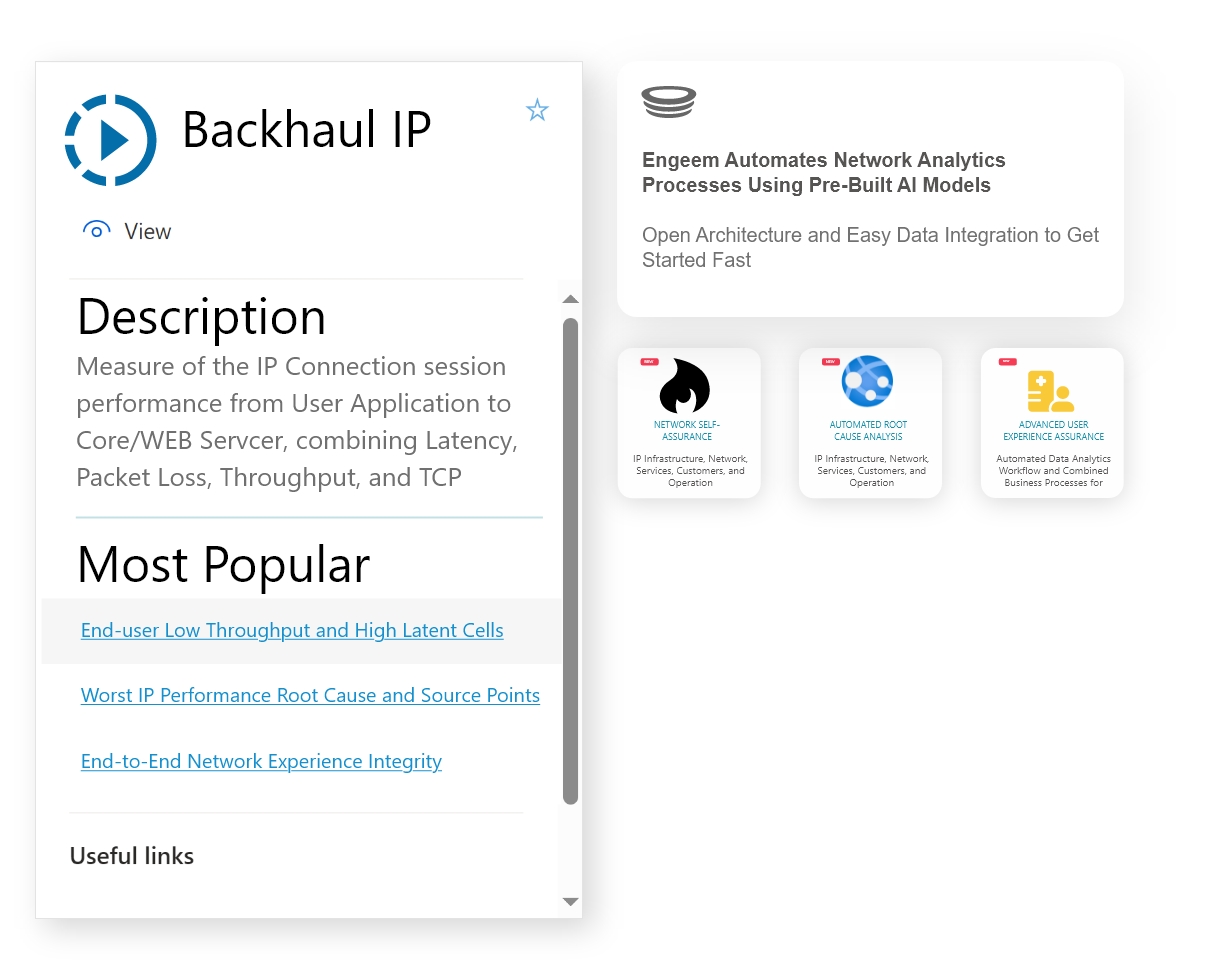 Backhaul IP
View
Description
Measure of the IP Connection session
performance from User Application to
Core/WEB Servcer, combining Latency,
Packet Loss, Throughput, and TCP
Most Popular
End-user Low Throughput and High Latent Cells
Worst IP Performance Root Cause and Source Points
End-to-End Network Experience Integrity
Useful links
Engeem Automates Network Analytics
Processes Using Pre-Built AI Models
Open Architecture and Easy Data Integration to Get
Started Fast
NEW
NETWORK SELF-
ASSURANCE
IP Infrastructure, Network,
Services, Customers, and
Operation
NEW
AUTOMATED ROOT
CAUSE ANALYSIS
IP Infrastructure, Network,
Services, Customers, and
Operation
ADVANCED USER
EXPERIENCE ASSURANCE
Automated Data Analytics
Workflow and Combined
Business Processes for